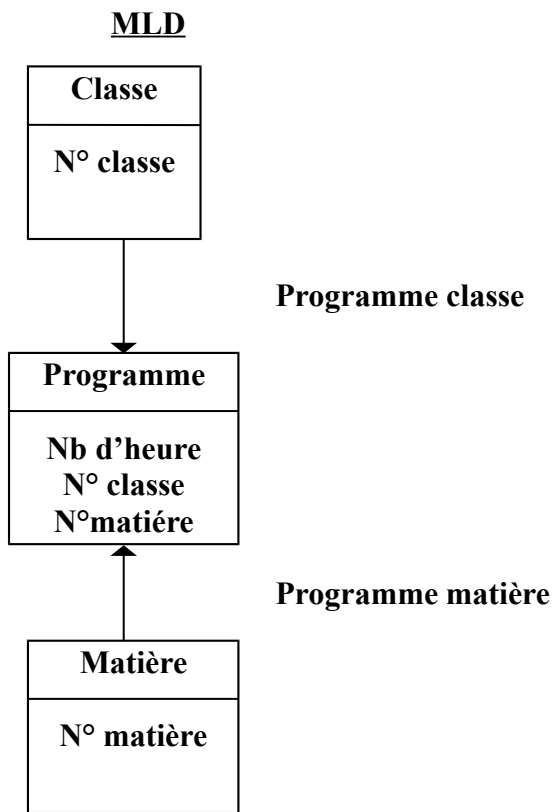 MLD
Classe
N° classe
Programme classe
Programme
Nb d’heure
N° classe
N°matiére
Programme matière
Matière
N° matière